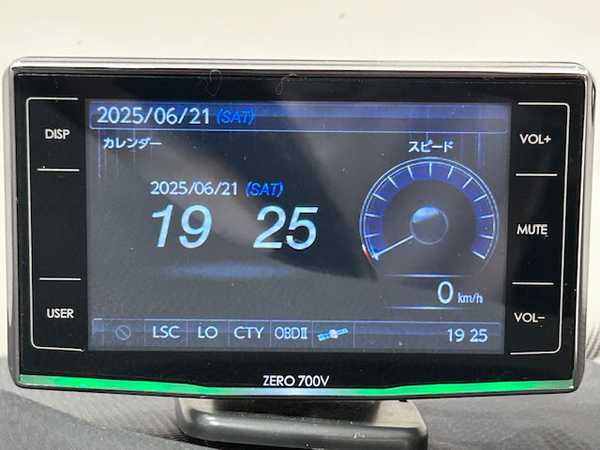 2025/06/21 (SAT)
DISP
カレンダー
スピード
VOL+
2025/06/21 (SAT)
19 25
MUTE
0 km/h
USER
VOL−
LSC LO CTY OBDⅡ 19 25
ZERO 700V